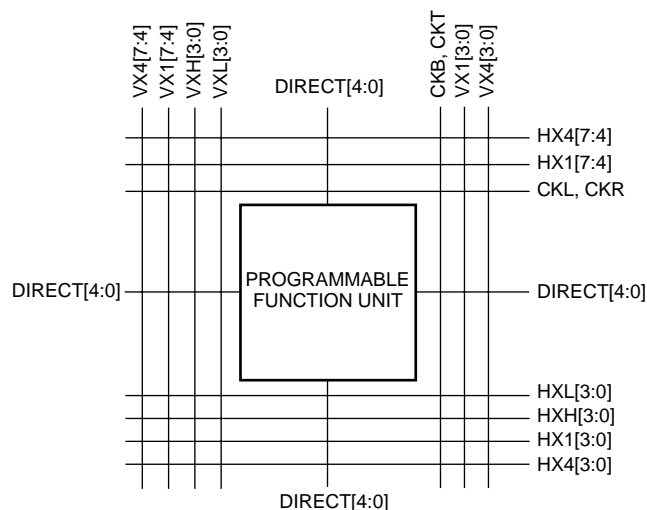 VX4[7:4]
VX1[7:4]
VXH[3:0]
VXL[3:0]
DIRECT[4:0]
CKB, CKT
VX1[3:0]
VX4[3:0]
HX4[7:4]
HX1[7:4]
CKL, CKR
DIRECT[4:0]
PROGRAMMABLE
FUNCTION UNIT
DIRECT[4:0]
HXL[3:0]
HXH[3:0]
HX1[3:0]
HX4[3:0]
DIRECT[4:0]